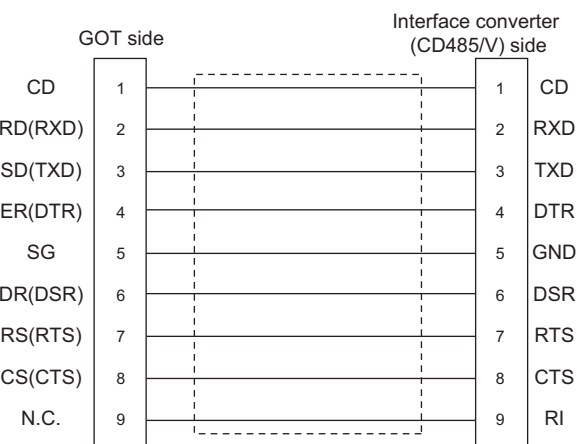 GOT side
Interface converter
(CD485/V) side
CD 1 1 CD
RD(RXD) 2 2 RXD
SD(TXD) 3 3 TXD
ER(DTR) 4 4 DTR
SG 5 5 GND
DR(DSR) 6 6 DSR
RS(RTS) 7 7 RTS
CS(CTS) 8 8 CTS
N.C. 9 9 RI